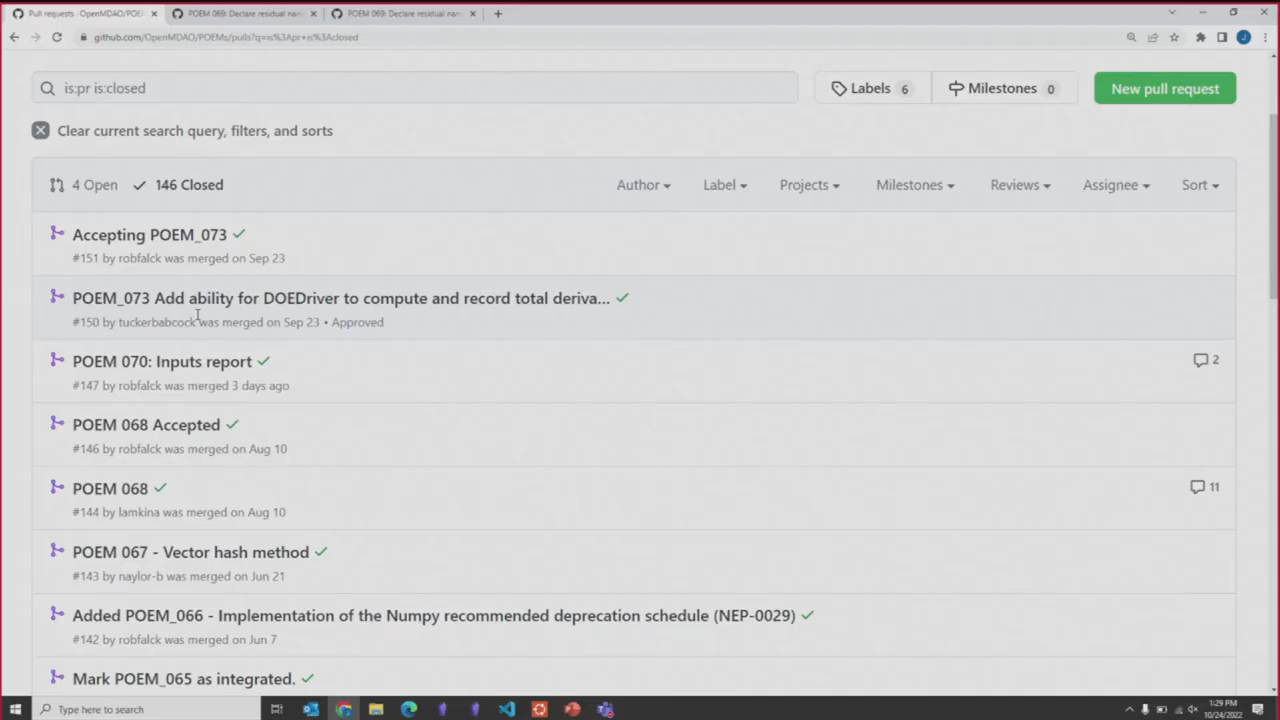 Pull requests · OpenMDAO/POE
POEM 069: Declare residual nam
POEM 069: Declare residual nam
github.com/OpenMDAO/POEMs/pulls?q=is%3Apr+is%3Aclosed
J
is:pr is:closed
Labels 6
Milestones 0
New pull request
Clear current search query, filters, and sorts
4 Open 146 Closed Author Label Projects Milestones Reviews Assignee Sort
Accepting POEM_073
#151 by robfalck was merged on Sep 23
POEM_073 Add ability for DOEDriver to compute and record total deriva...
#150 by tuckerbabcock was merged on Sep 23 • Approved
POEM 070: Inputs report
2
#147 by robfalck was merged 3 days ago
POEM 068 Accepted
#146 by robfalck was merged on Aug 10
POEM 068
11
#144 by lamkina was merged on Aug 10
POEM 067 - Vector hash method
#143 by naylor-b was merged on Jun 21
Added POEM_066 - Implementation of the Numpy recommended deprecation schedule (NEP-0029)
#142 by robfalck was merged on Jun 7
Mark POEM_065 as integrated.
Type here to search
1:29 PM
10/24/2022